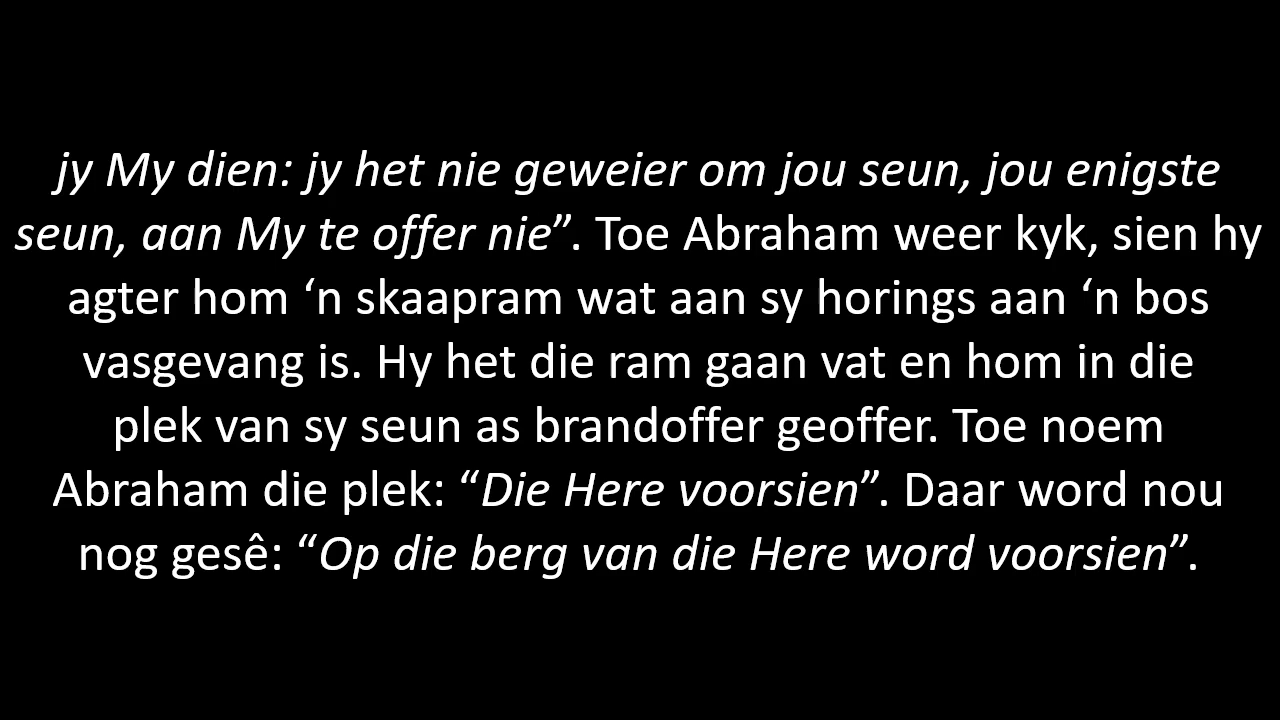 jy My dien: jy het nie geweier om jou seun, jou enigste
seun, aan My te offer nie”. Toe Abraham weer kyk, sien hy
agter hom ‘n skaapram wat aan sy horings aan ‘n bos
vasgevang is. Hy het die ram gaan vat en hom in die
plek van sy seun as brandoffer geoffer. Toe noem
Abraham die plek: “Die Here voorsien”. Daar word nou
nog gesê: “Op die berg van die Here word voorsien”.